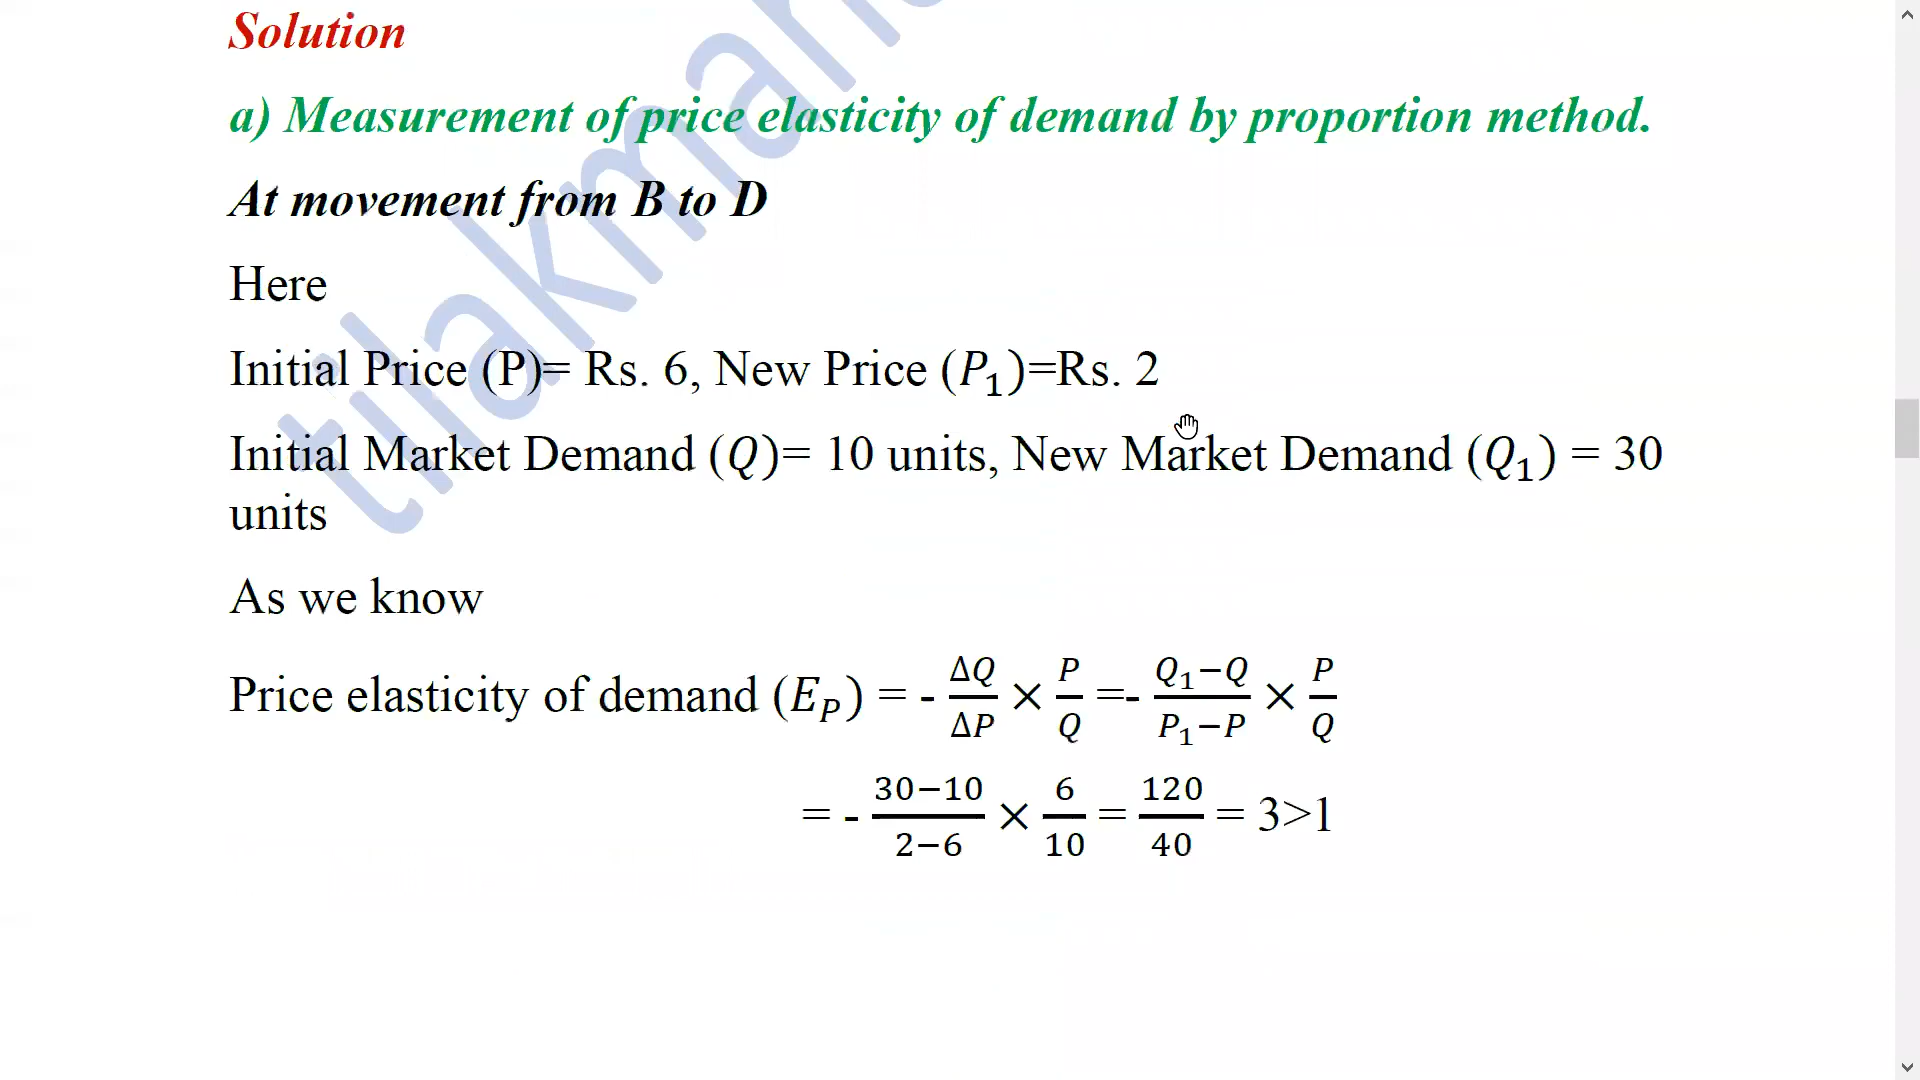 Solution
a) Measurement of price elasticity of demand by proportion method.
At movement from B to D
Here
Initial Price (P)= Rs. 6, New Price (P₁)=Rs. 2
Initial Market Demand (Q)= 10 units, New Market Demand (Q₁) = 30
units
As we know
Price elasticity of demand (E_P) = - ΔQ/ΔP × P/Q =- Q₁−Q/P₁−P × P/Q
= - 30−10/2−6 × 6/10 = 120/40 = 3>1